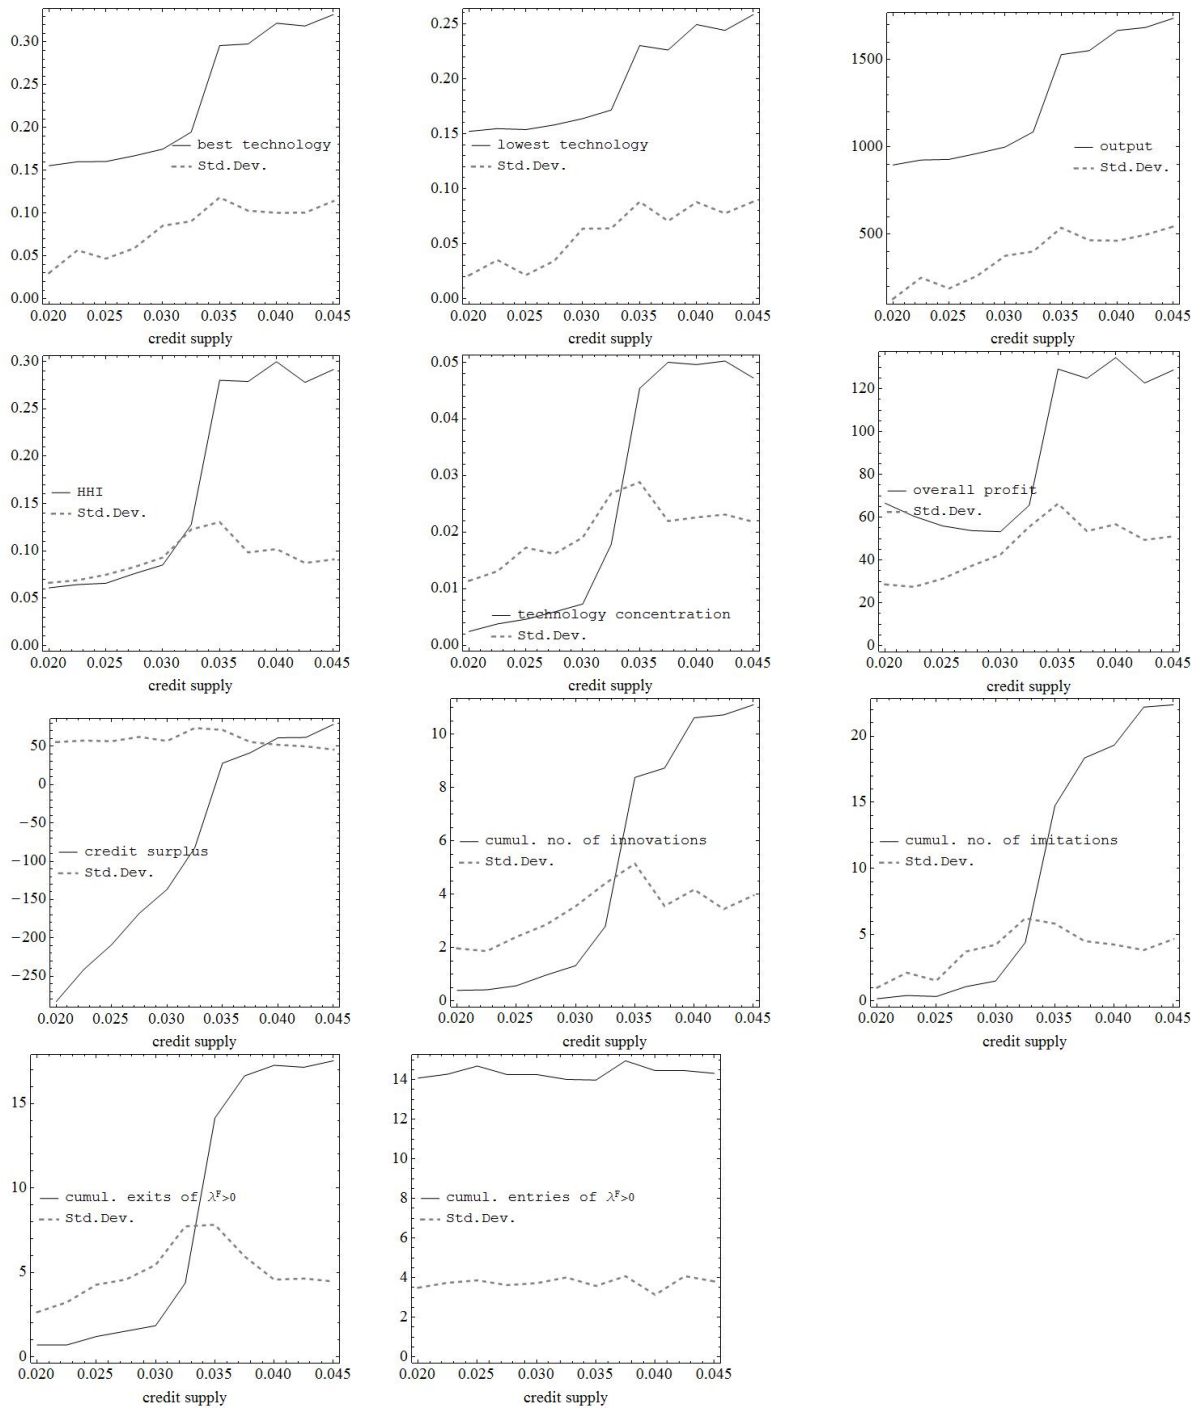 0.30
0.25
0.20
0.15
best technology
Std.Dev.
0.10
0.05
0.00
0.020 0.025 0.030 0.035 0.040 0.045
credit supply
0.25
0.20
0.15
lowest technology
Std.Dev.
0.10
0.05
0.00
0.020 0.025 0.030 0.035 0.040 0.045
credit supply
1500
1000
output
Std.Dev.
500
0.020 0.025 0.030 0.035 0.040 0.045
credit supply
0.30
0.25
0.20
HHI
0.15
Std.Dev.
0.10
0.05
0.00
0.020 0.025 0.030 0.035 0.040 0.045
credit supply
0.05
0.04
0.03
0.02
0.01
technology concentration
Std.Dev.
0.00
0.020 0.025 0.030 0.035 0.040 0.045
credit supply
120
100
80
overall profit
Std.Dev.
60
40
20
0
0.020 0.025 0.030 0.035 0.040 0.045
credit supply
50
0
−50
credit surplus
−100
Std.Dev.
−150
−200
−250
0.020 0.025 0.030 0.035 0.040 0.045
credit supply
10
8
6
cumul. no. of innovations
Std.Dev.
4
2
0
0.020 0.025 0.030 0.035 0.040 0.045
credit supply
20
15
cumul. no. of imitations
Std.Dev.
10
5
0
0.020 0.025 0.030 0.035 0.040 0.045
credit supply
15
10
cumul. exits of λᶠ>0
Std.Dev.
5
0
0.020 0.025 0.030 0.035 0.040 0.045
credit supply
14
12
10
8
cumul. entries of λᶠ>0
Std.Dev.
6
4
2
0
0.020 0.025 0.030 0.035 0.040 0.045
credit supply